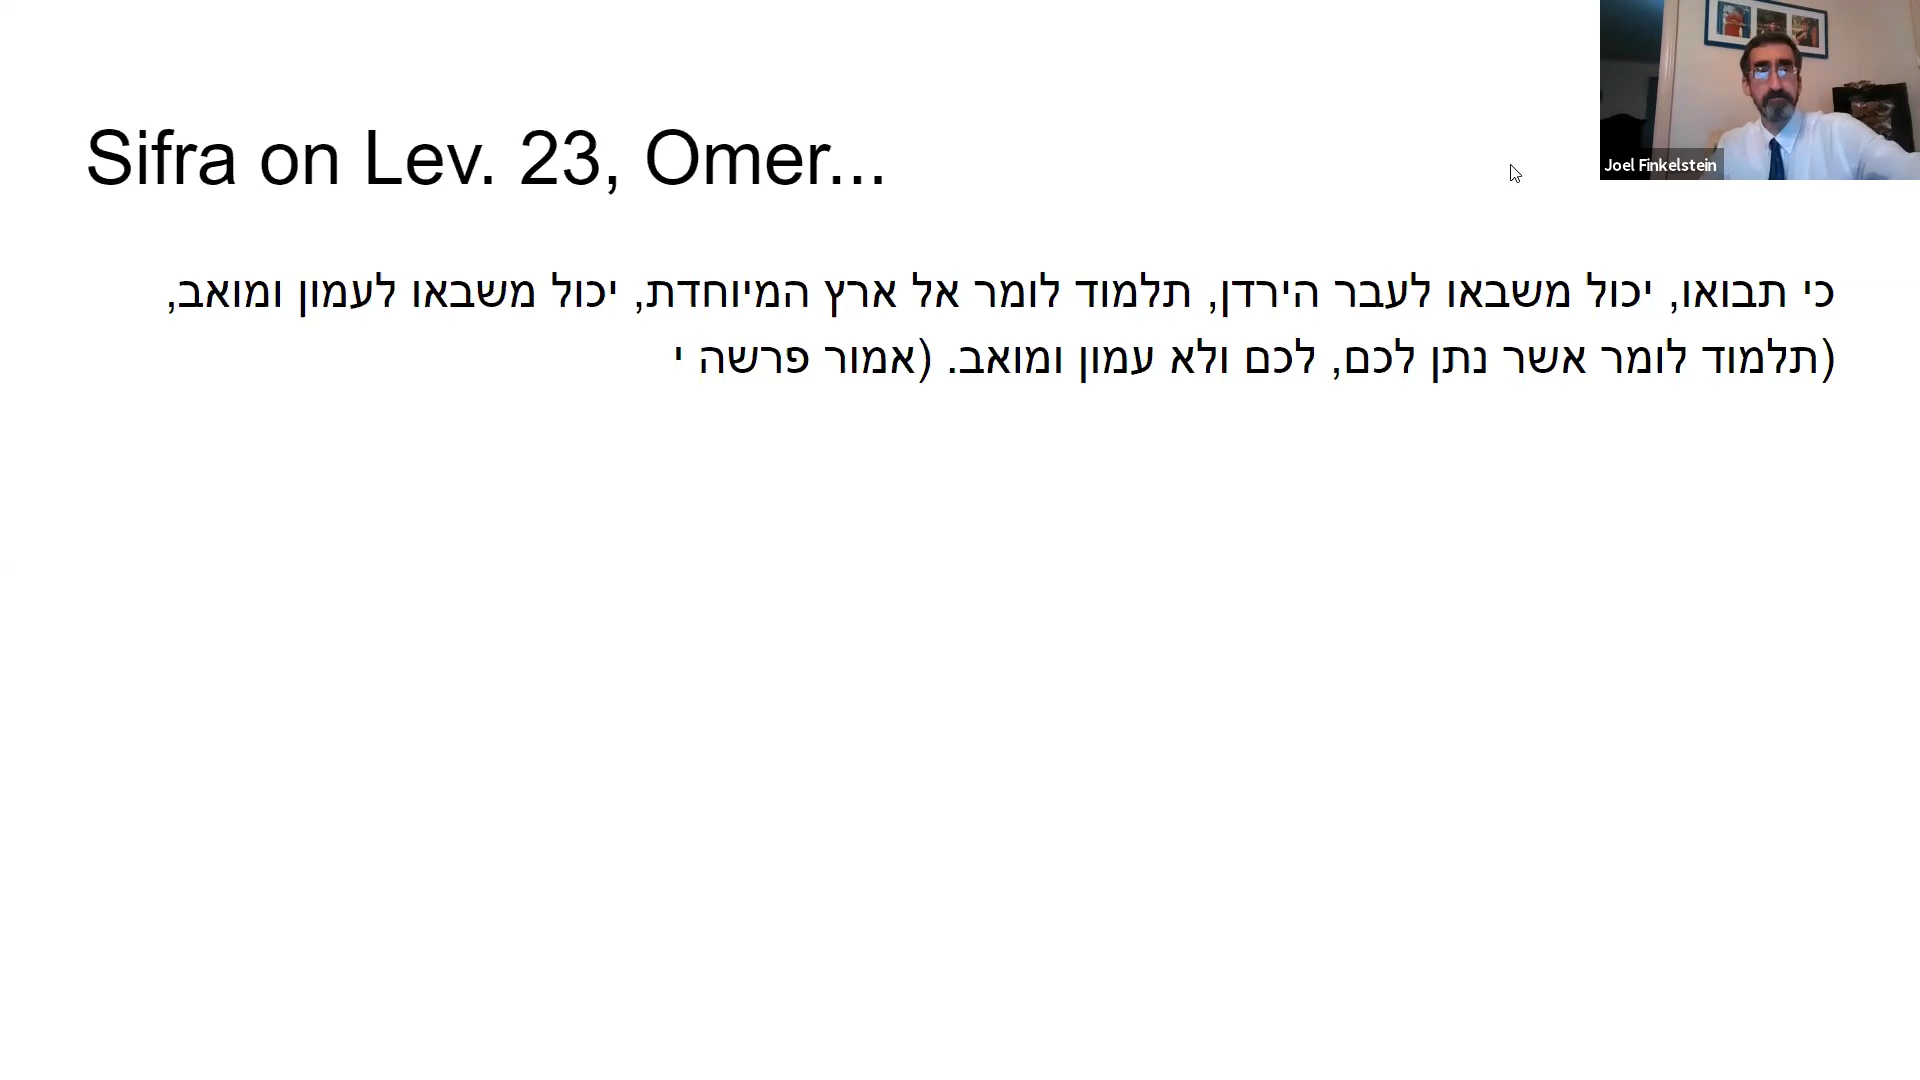 Sifra on Lev. 23, Omer...
Joel Finkelstein
כי תבואו, יכול משבאו לעבר הירדן, תלמוד לומר אל ארץ המיוחדת, יכול משבאו לעמון ומואב,
(תלמוד לומר אשר נתן לכם, לכם ולא עמון ומואב. (אמור פרשה י